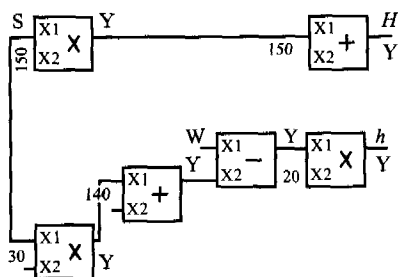 S X1 X2 × Y 150 X1 X2 + H Y
150
W X1 X2 − Y 20 X1 X2 × h Y
140 X1 X2 + Y
30 X1 X2 × Y